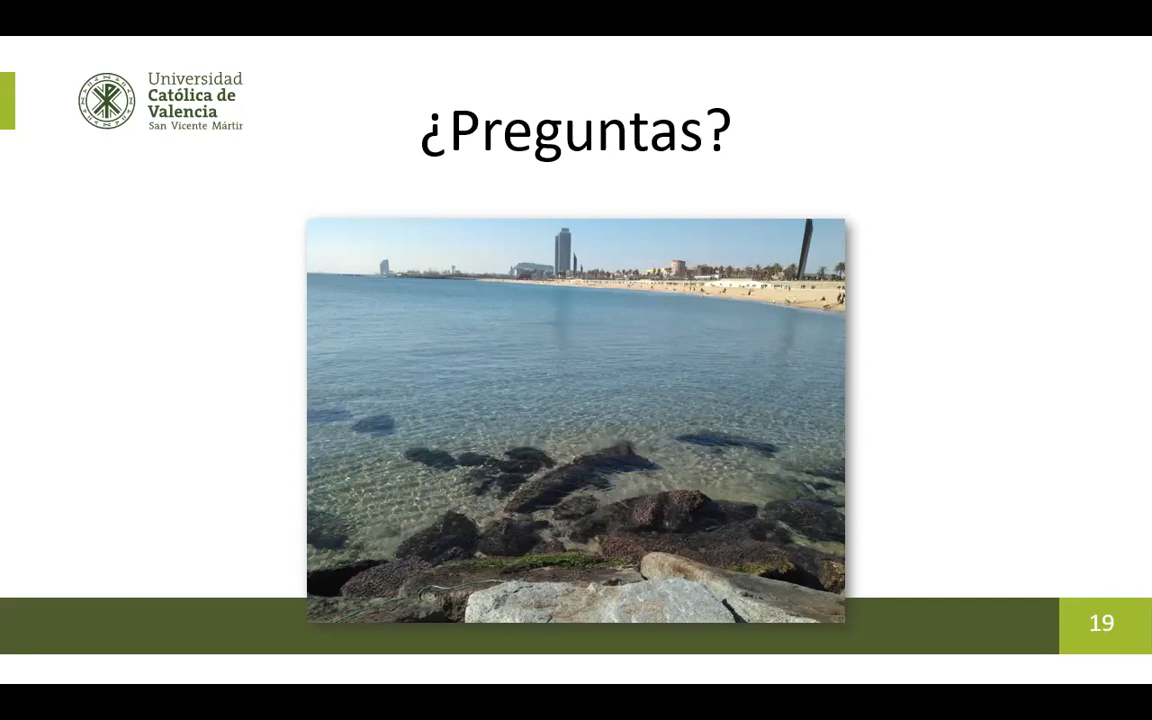 Universidad
Católica de
Valencia
San Vicente Mártir
¿Preguntas?
19